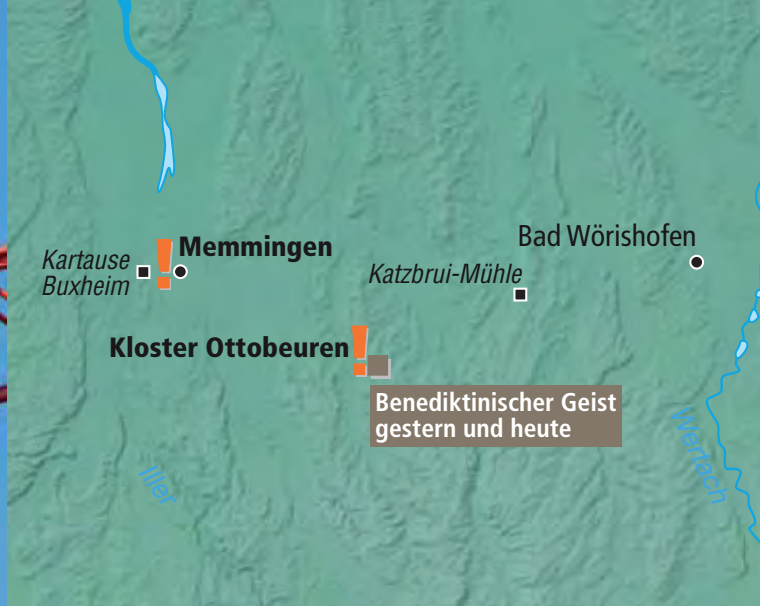 Bad Wörishofen
Memmingen
Kartause
Buxheim
Katzbrui-Mühle
Kloster Ottobeuren
Benediktinischer Geist
gestern und heute
Iller
Wertach